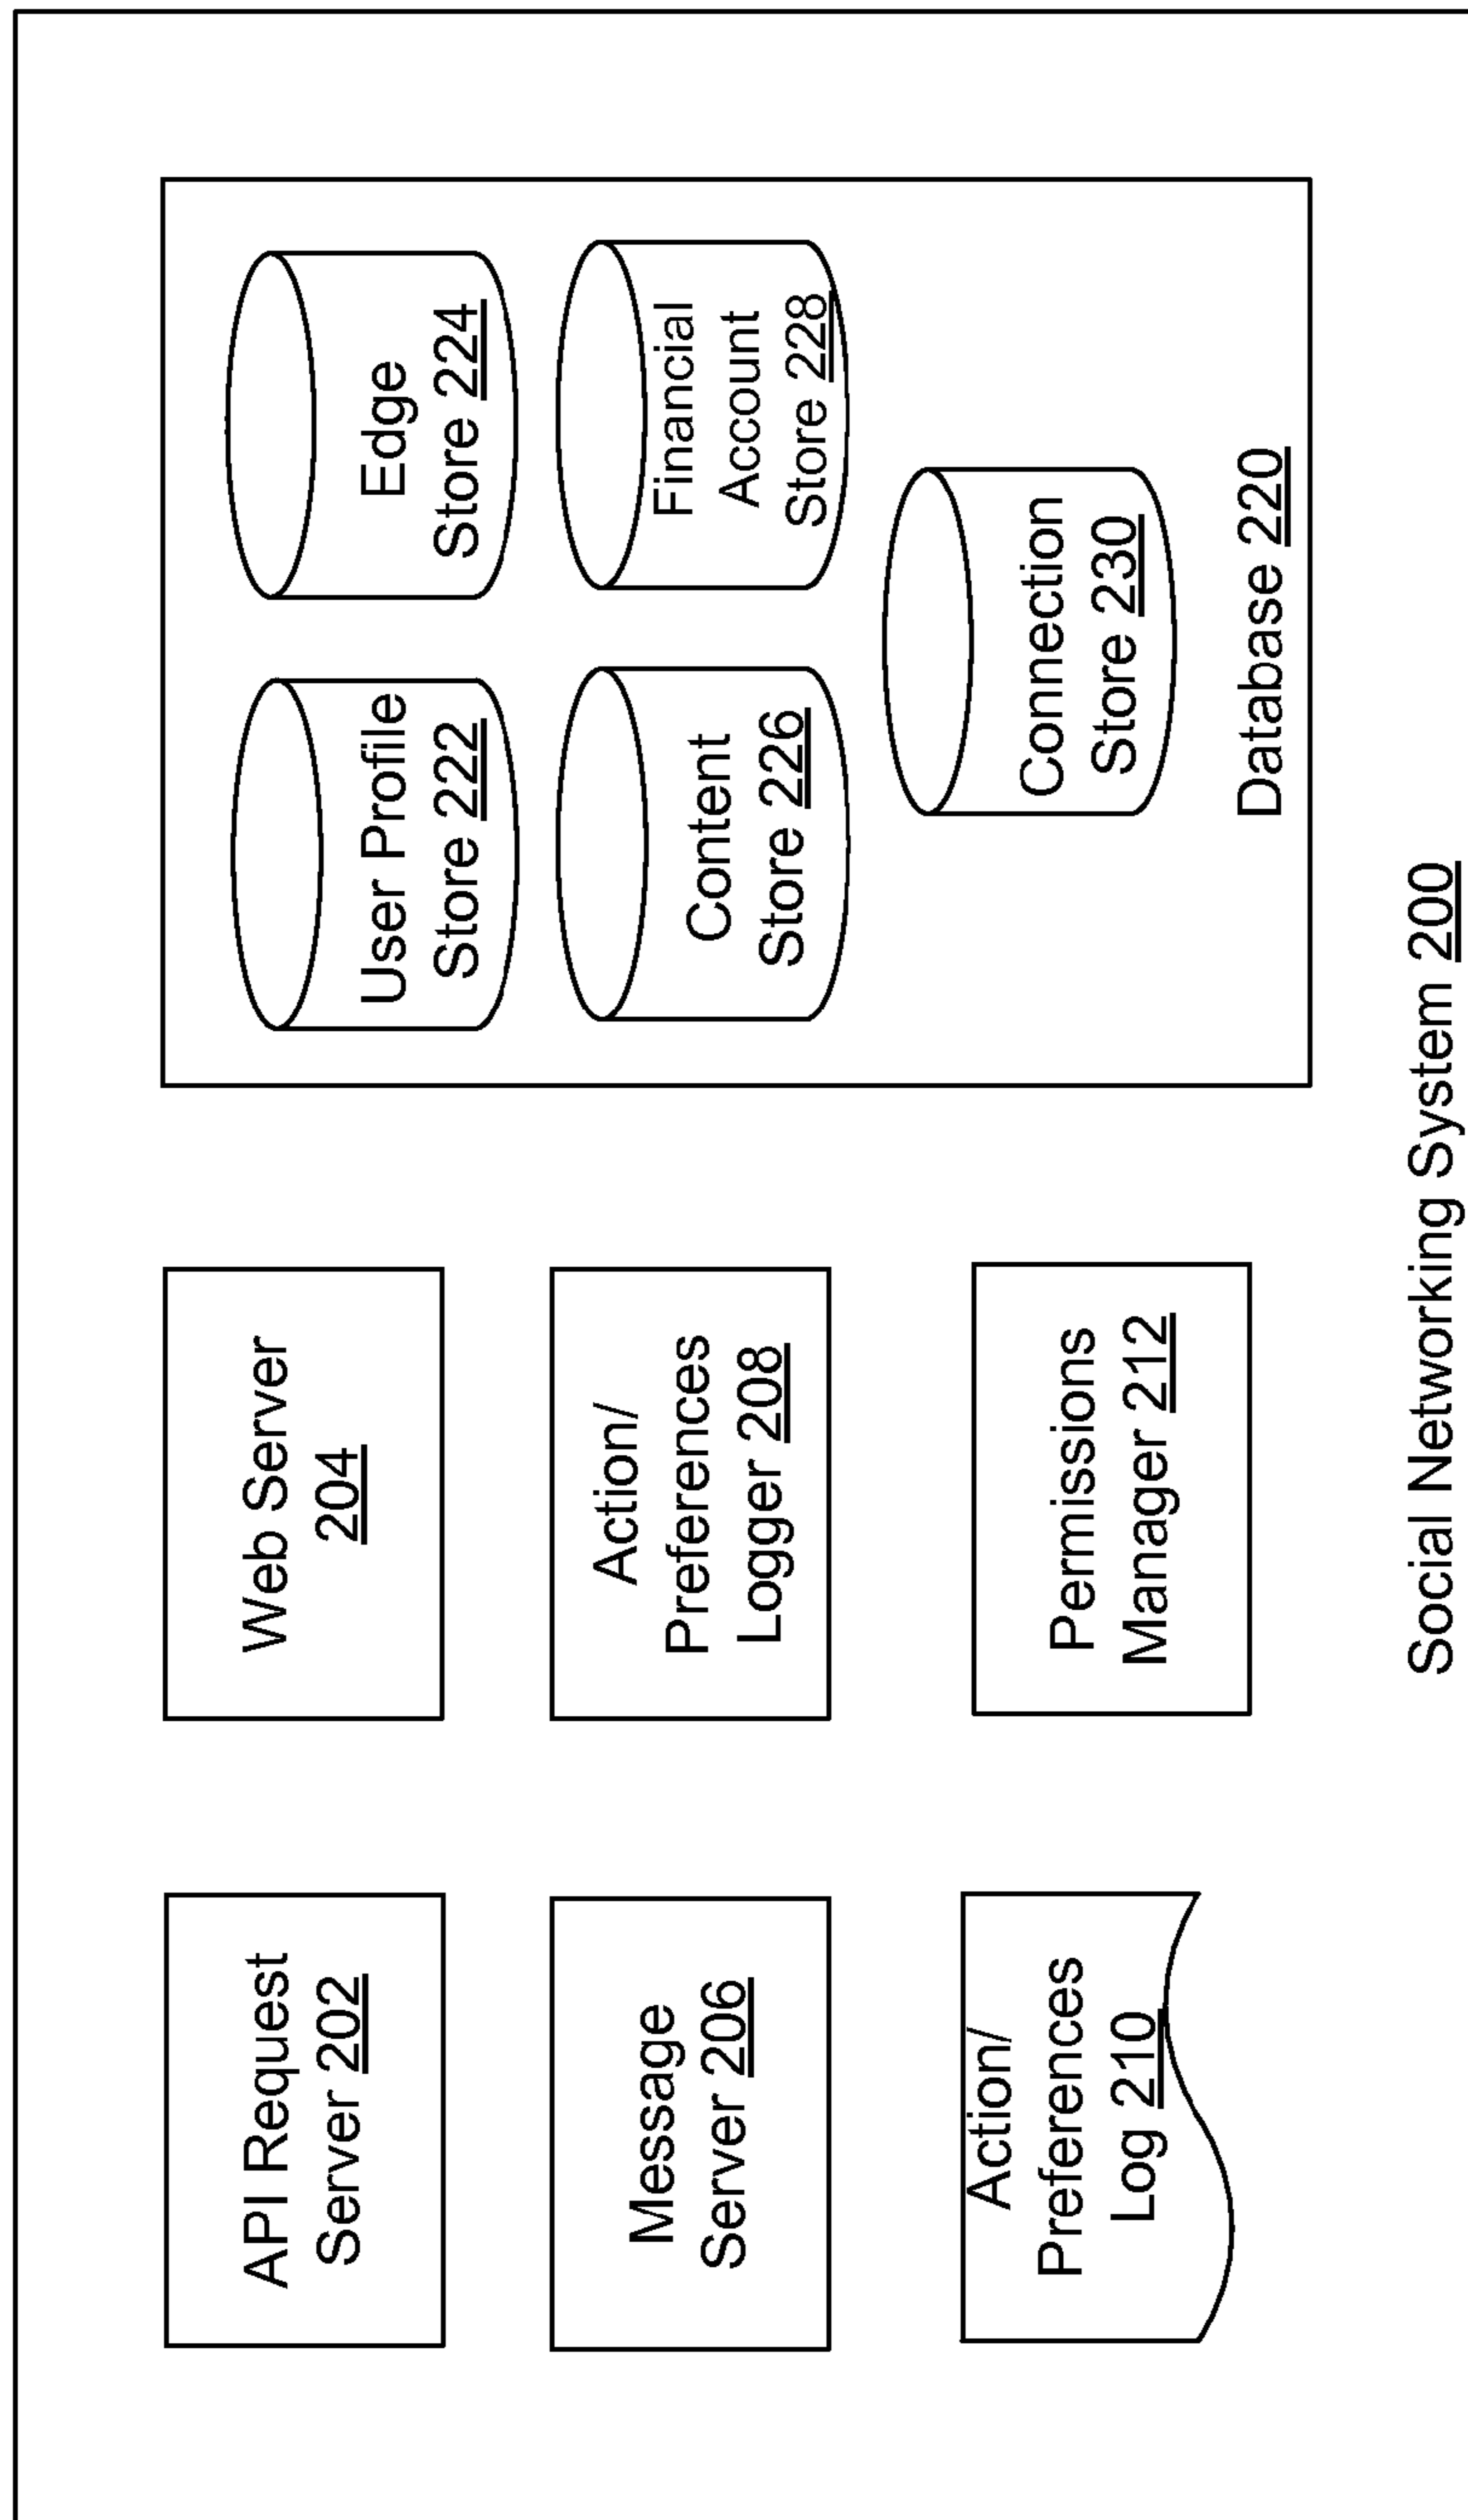 API Request
Server 202
Web Server
204
User Profile
Store 222
Edge
Store 224
Message
Server 206
Action/
Preferences
Logger 208
Content
Store 226
Financial
Account
Store 228
Action/
Preferences
Log 210
Permissions
Manager 212
Connection
Store 230
Database 220
Social Networking System 200